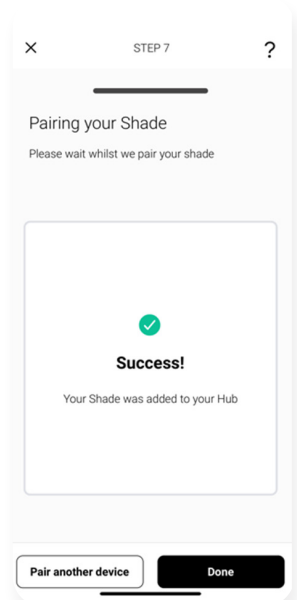 STEP 7
?
Pairing your Shade
Please wait whilst we pair your shade
Success!
Your Shade was added to your Hub
Pair another device
Done